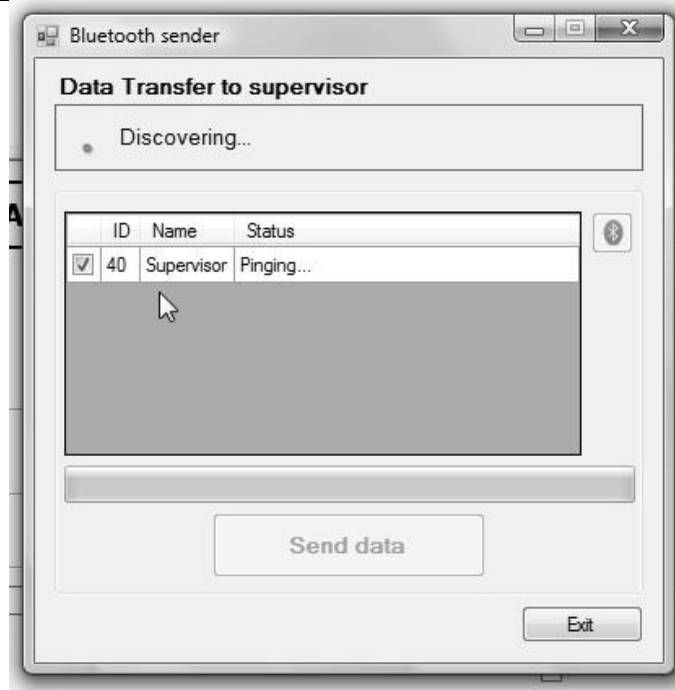 Bluetooth sender
Data Transfer to supervisor
Discovering...
ID Name Status
40 Supervisor Pinging...
Send data
Exit